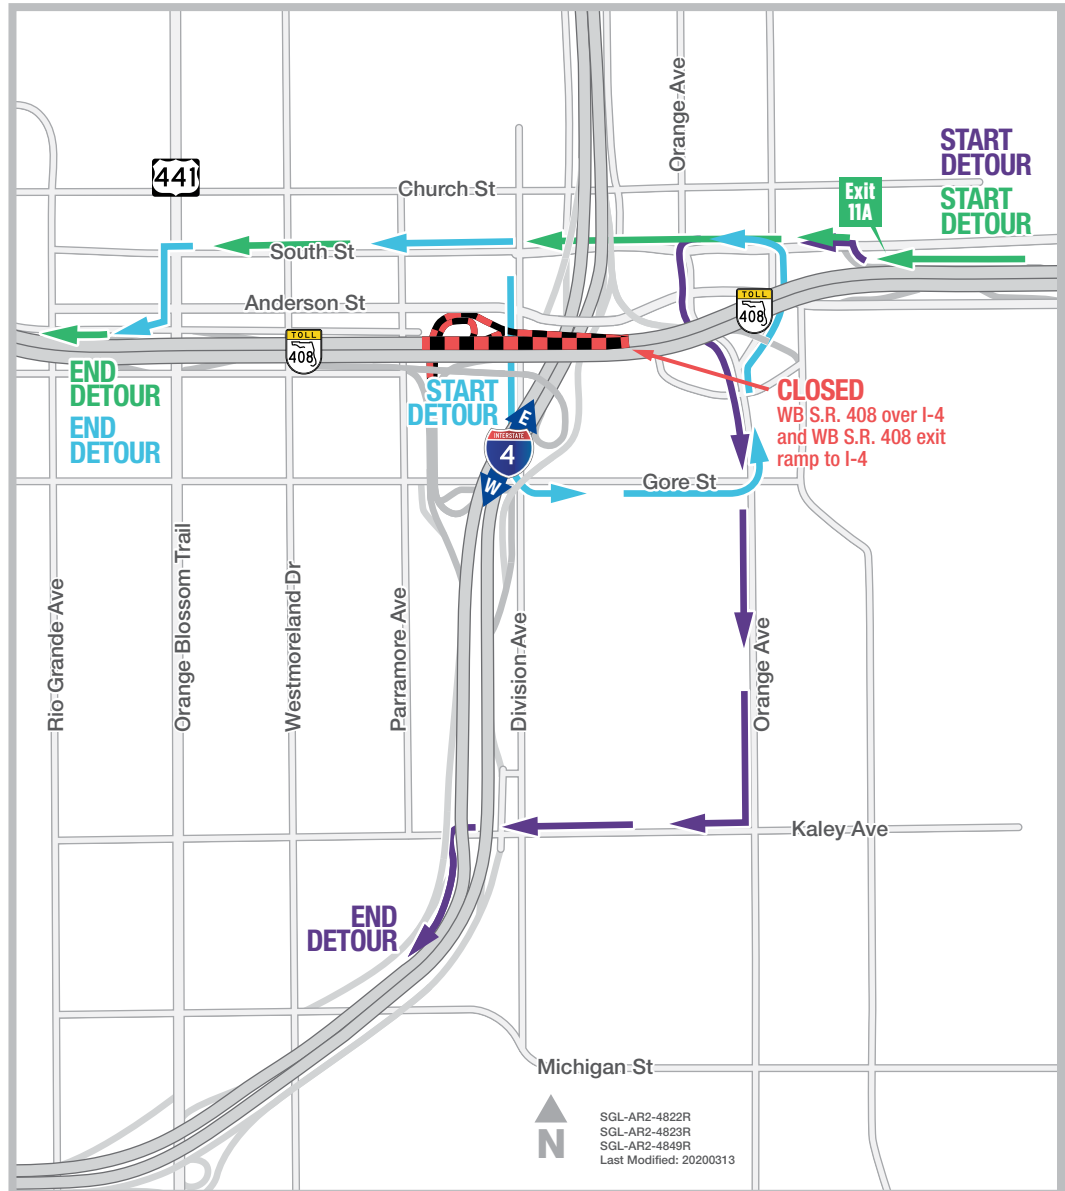 Orange Ave
START
DETOUR
441
Church St
Exit
11A
START
DETOUR
South St
Anderson St
TOLL
408
TOLL
408
END
DETOUR
END
DETOUR
START
DETOUR
CLOSED
WB S.R. 408 over I-4
and WB S.R. 408 exit
ramp to I-4
E
INTERSTATE
4
W
Gore St
Rio Grande Ave
Orange Blossom Trail
Westmoreland Dr
Parramore Ave
Division Ave
Orange Ave
Kaley Ave
END
DETOUR
Michigan St
N
SGL-AR2-4822R
SGL-AR2-4823R
SGL-AR2-4849R
Last Modified: 20200313